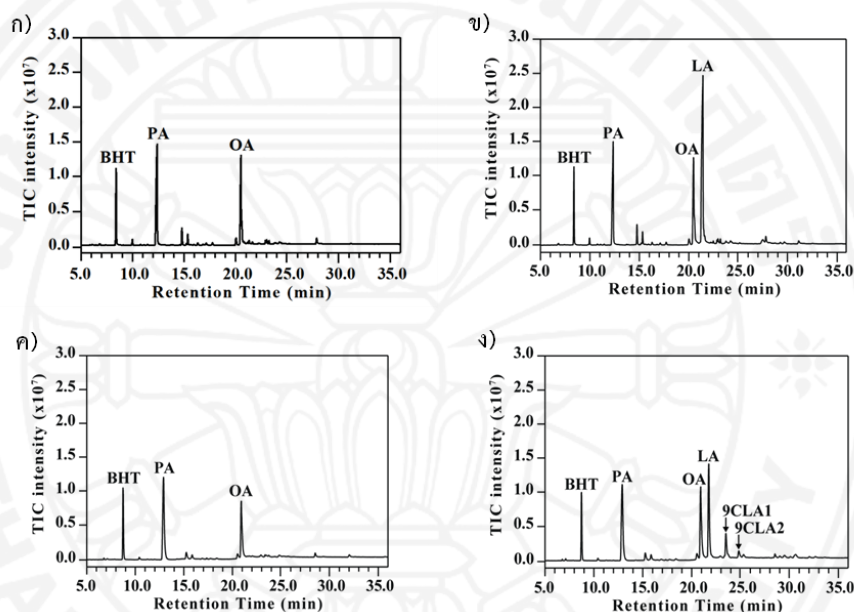 ก)
3.0
2.5
2.0
1.5
1.0
0.5
0.0
TIC intensity (x10⁷)
BHT
PA
OA
5.0 10.0 15.0 20.0 25.0 30.0 35.0
Retention Time (min)
ข)
3.0
2.5
2.0
1.5
1.0
0.5
0.0
TIC intensity (x10⁷)
BHT
PA
OA
LA
5.0 10.0 15.0 20.0 25.0 30.0 35.0
Retention Time (min)
ค)
3.0
2.5
2.0
1.5
1.0
0.5
0.0
TIC intensity (x10⁷)
BHT
PA
OA
5.0 10.0 15.0 20.0 25.0 30.0 35.0
Retention Time (min)
ง)
3.0
2.5
2.0
1.5
1.0
0.5
0.0
TIC intensity (x10⁷)
BHT
PA
OA
LA
9CLA1
9CLA2
5.0 10.0 15.0 20.0 25.0 30.0 35.0
Retention Time (min)